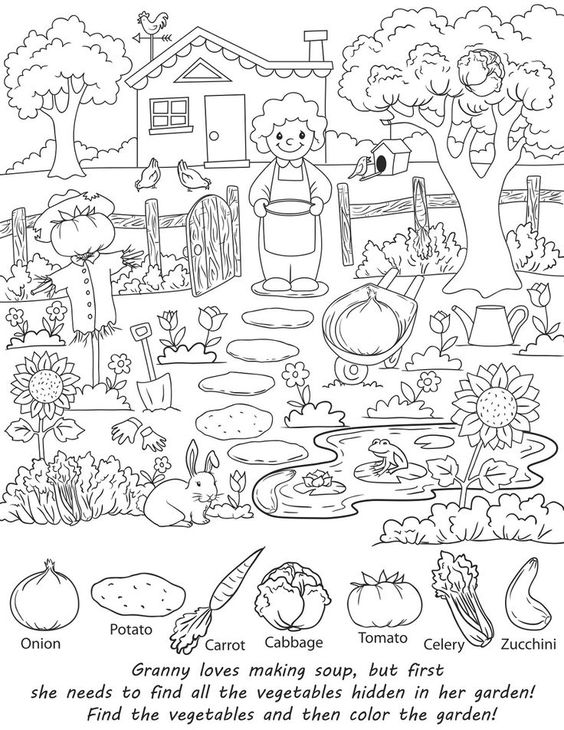 Onion
Potato
Carrot
Cabbage
Tomato
Celery
Zucchini
Granny loves making soup, but first
she needs to find all the vegetables hidden in her garden!
Find the vegetables and then color the garden!